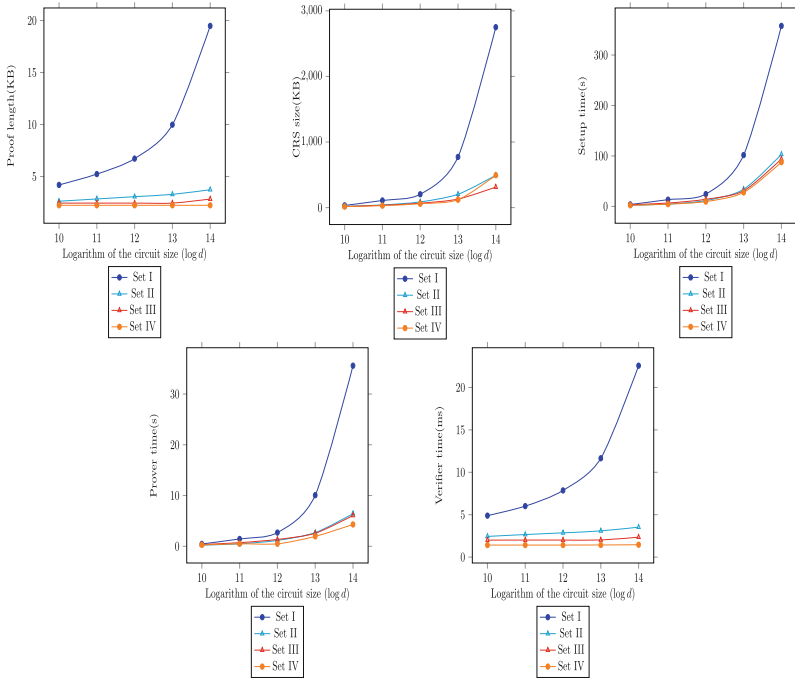 Proof length(KB)
20
15
10
5
10 11 12 13 14
Logarithm of the circuit size (log d)
Set I
Set II
Set III
Set IV
CRS size(KB)
3,000
2,000
1,000
0
10 11 12 13 14
Logarithm of the circuit size (log d)
Set I
Set II
Set III
Set IV
Setup time(s)
300
200
100
0
10 11 12 13 14
Logarithm of the circuit size (log d)
Set I
Set II
Set III
Set IV
Prover time(s)
30
20
10
0
10 11 12 13 14
Logarithm of the circuit size (log d)
Set I
Set II
Set III
Set IV
Verifier time(ms)
20
15
10
5
0
10 11 12 13 14
Logarithm of the circuit size (log d)
Set I
Set II
Set III
Set IV